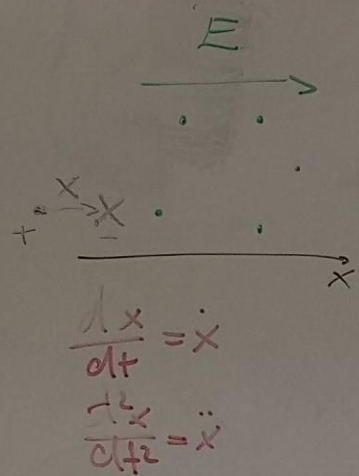 E
x
+ X
−
x
dx/dt = ẋ
d²x/dt² = ẍ